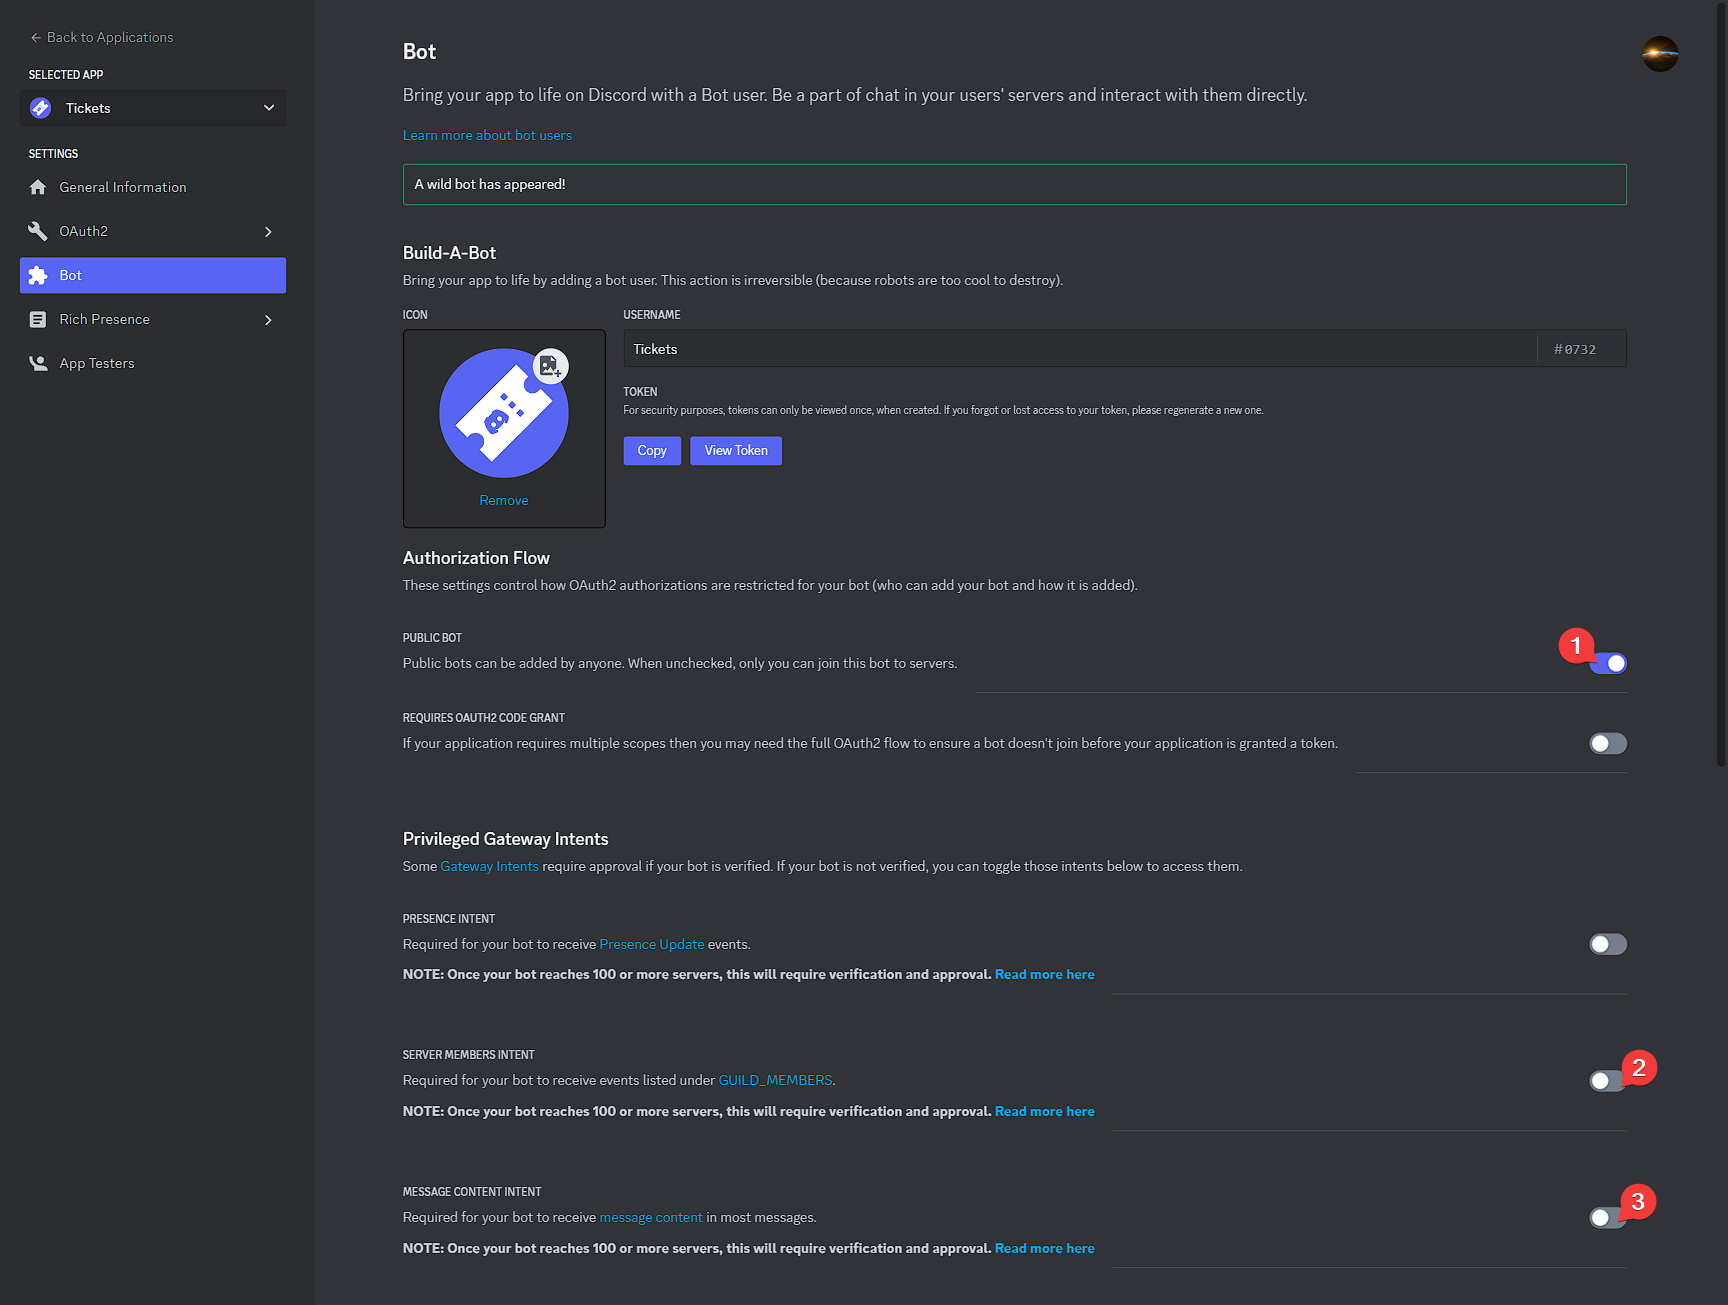 Back to Applications
SELECTED APP
Tickets
SETTINGS
General Information
OAuth2
Bot
Rich Presence
App Testers
Bot
Bring your app to life on Discord with a Bot user. Be a part of chat in your users' servers and interact with them directly.
Learn more about bot users
A wild bot has appeared!
Build-A-Bot
Bring your app to life by adding a bot user. This action is irreversible (because robots are too cool to destroy).
ICON
Remove
USERNAME
Tickets #0732
TOKEN
For security purposes, tokens can only be viewed once, when created. If you forgot or lost access to your token, please regenerate a new one.
Copy View Token
Authorization Flow
These settings control how OAuth2 authorizations are restricted for your bot (who can add your bot and how it is added).
PUBLIC BOT
Public bots can be added by anyone. When unchecked, only you can join this bot to servers.
1
REQUIRES OAUTH2 CODE GRANT
If your application requires multiple scopes then you may need the full OAuth2 flow to ensure a bot doesn't join before your application is granted a token.
Privileged Gateway Intents
Some Gateway Intents require approval if your bot is verified. If your bot is not verified, you can toggle those intents below to access them.
PRESENCE INTENT
Required for your bot to receive Presence Update events.
NOTE: Once your bot reaches 100 or more servers, this will require verification and approval. Read more here
SERVER MEMBERS INTENT
Required for your bot to receive events listed under GUILD_MEMBERS.
2
NOTE: Once your bot reaches 100 or more servers, this will require verification and approval. Read more here
MESSAGE CONTENT INTENT
Required for your bot to receive message content in most messages.
3
NOTE: Once your bot reaches 100 or more servers, this will require verification and approval. Read more here